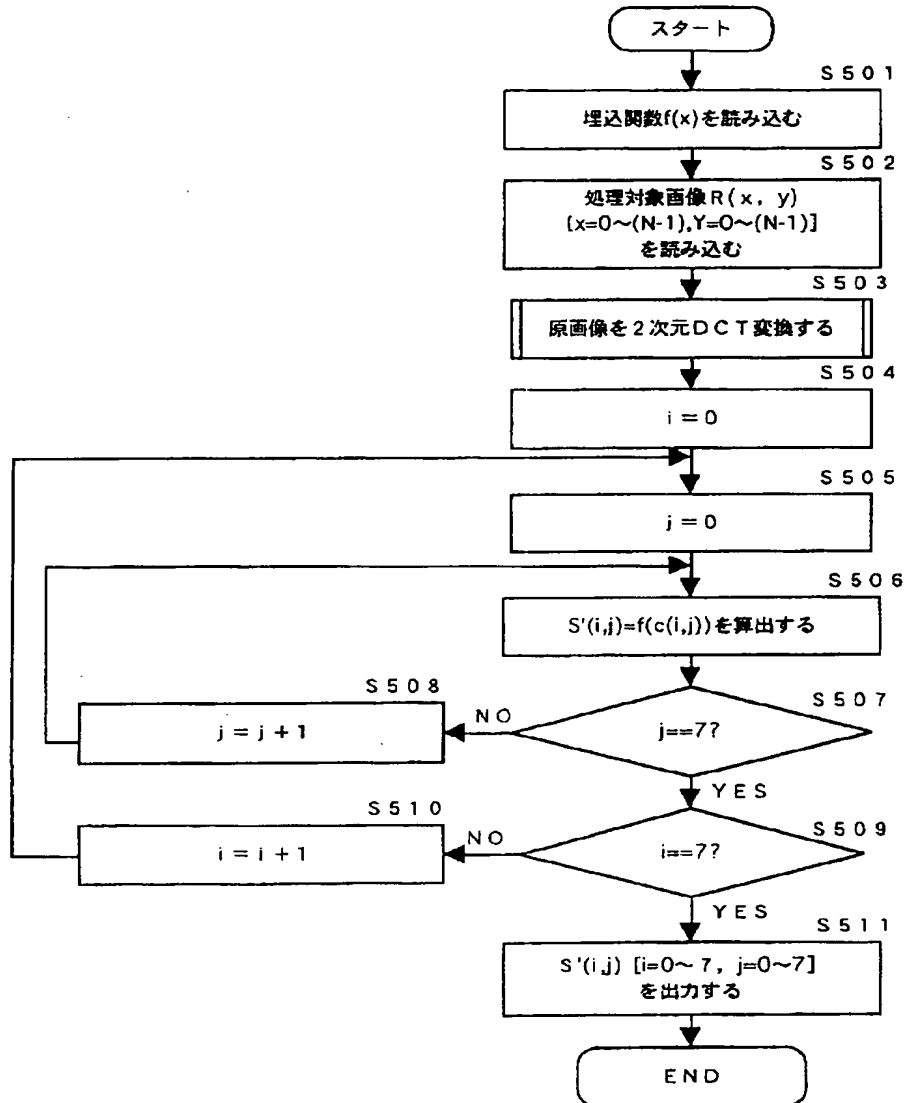 スタート
S501
埋込関数f(x)を読み込む
S502
処理対象画像R(x, y)
[x=0~(N-1),Y=0~(N-1)]
を読み込む
S503
原画像を2次元DCT変換する
S504
i=0
S505
j=0
S506
S'(i,j)=f(c(i,j))を算出する
S507
j==7?
NO
S508
j=j+1
YES
S509
i==7?
NO
S510
i=i+1
YES
S511
S'(i,j) [i=0~7, j=0~7]
を出力する
END